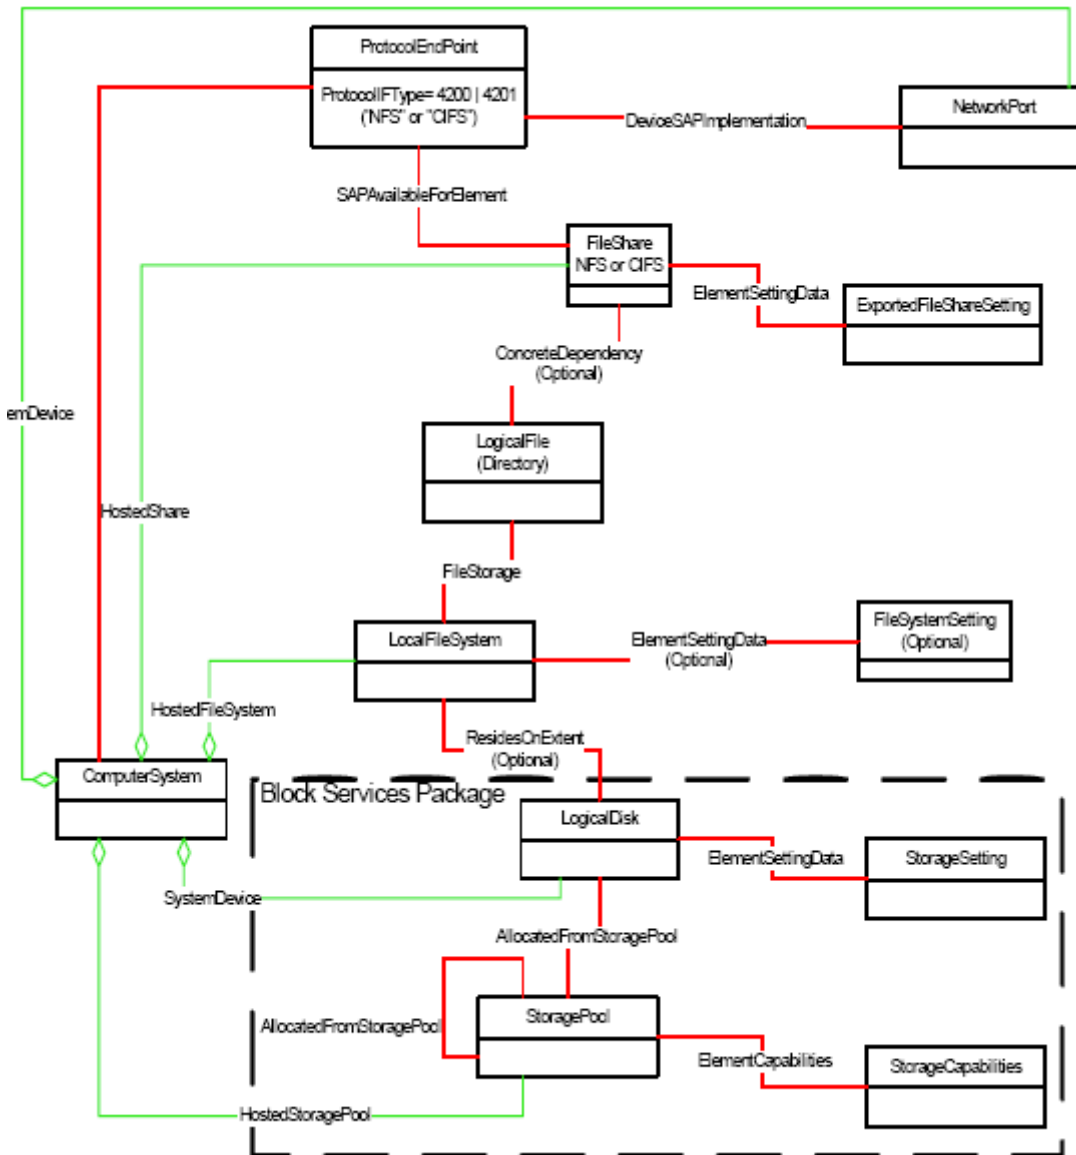 ProtocolEndPoint
ProtocolIFType= 4200 | 4201
("NFS" or "CIFS")
NetworkPort
DeviceSAPImplementation
SAPAvailableForElement
FileShare
NFS or CIFS
ElementSettingData
ExportedFileShareSetting
ConcreteDependency
(Optional)
emDevice
LogicalFile
(Directory)
HostedShare
FileStorage
LocalFileSystem
ElementSettingData
(Optional)
FileSystemSetting
(Optional)
HostedFileSystem
ResidesOnExtent
(Optional)
ComputerSystem
Block Services Package
LogicalDisk
ElementSettingData
StorageSetting
SystemDevice
AllocatedFromStoragePool
StoragePool
AllocatedFromStoragePool
ElementCapabilities
StorageCapabilities
HostedStoragePool